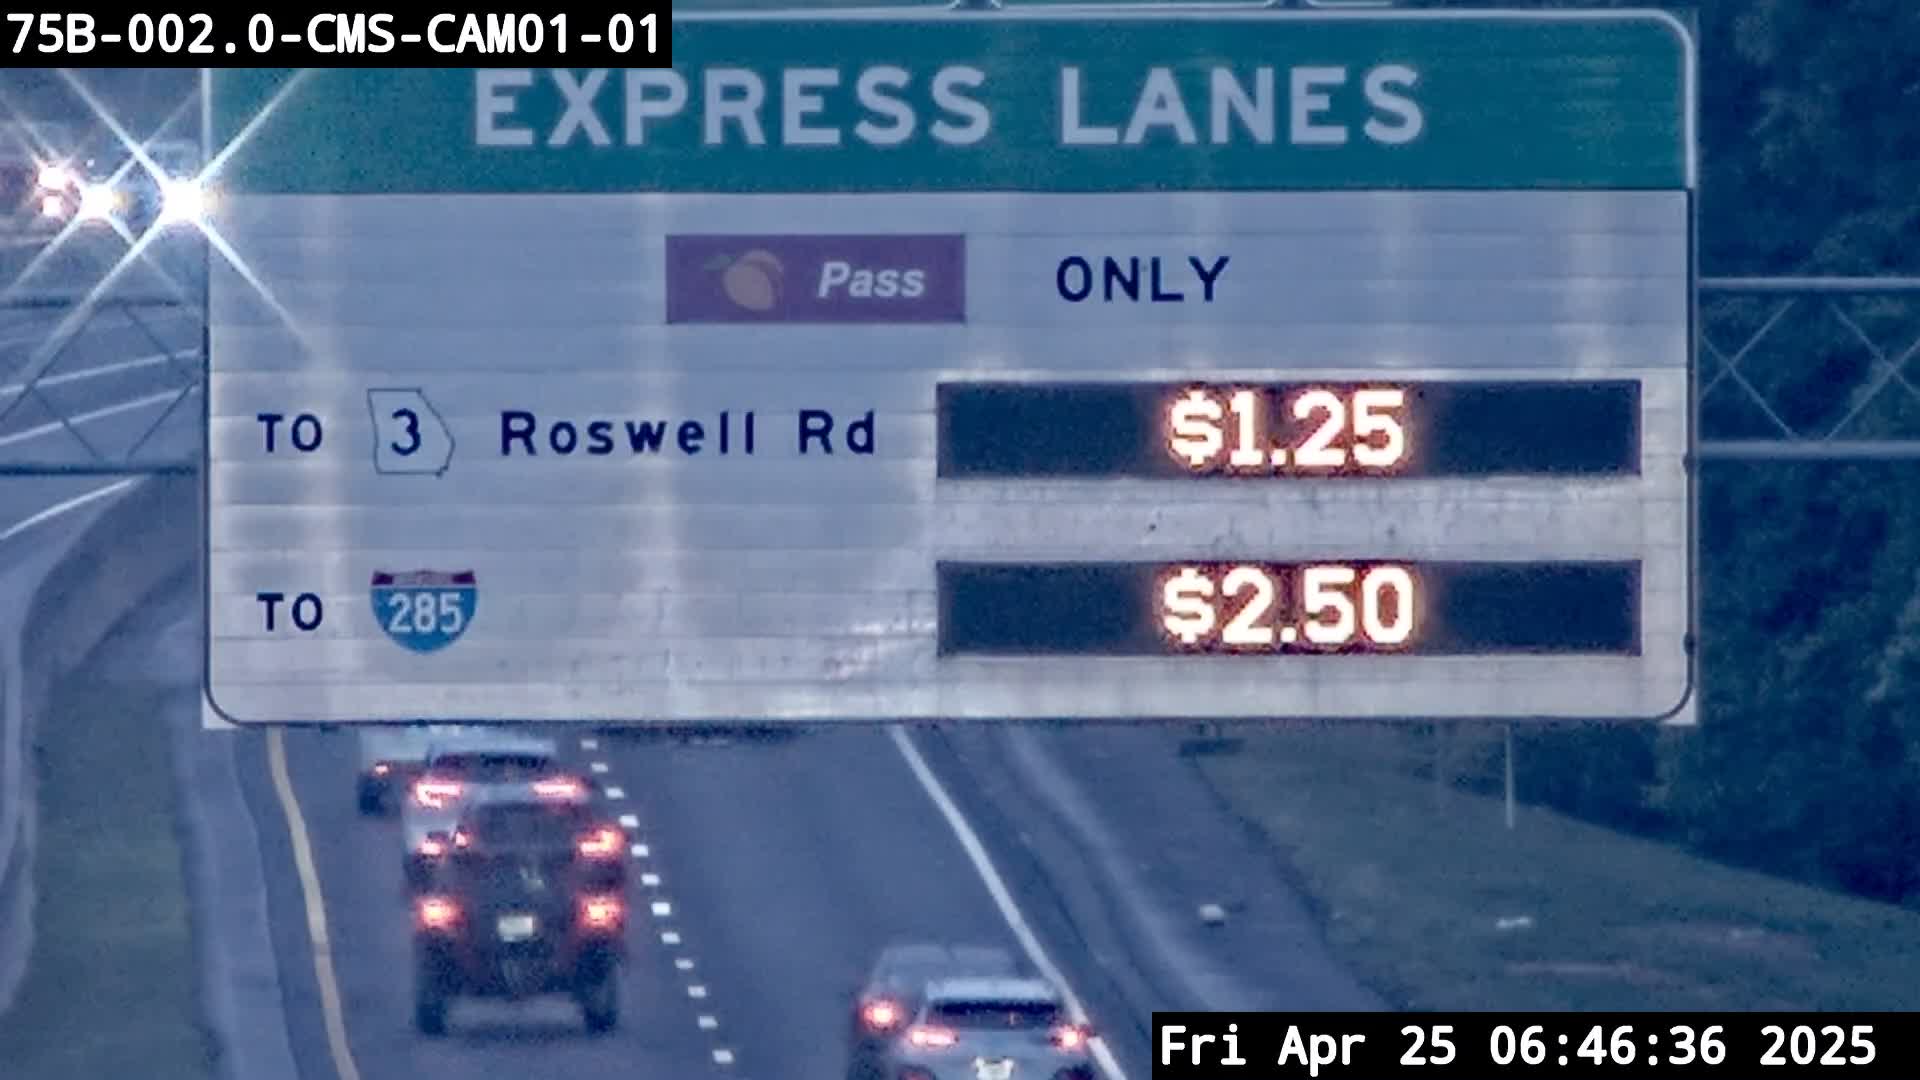 75B-002.0-CMS-CAM01-01
EXPRESS LANES
Pass ONLY
TO 3 Roswell Rd $1.25
TO 285 $2.50
Fri Apr 25 06:46:36 2025